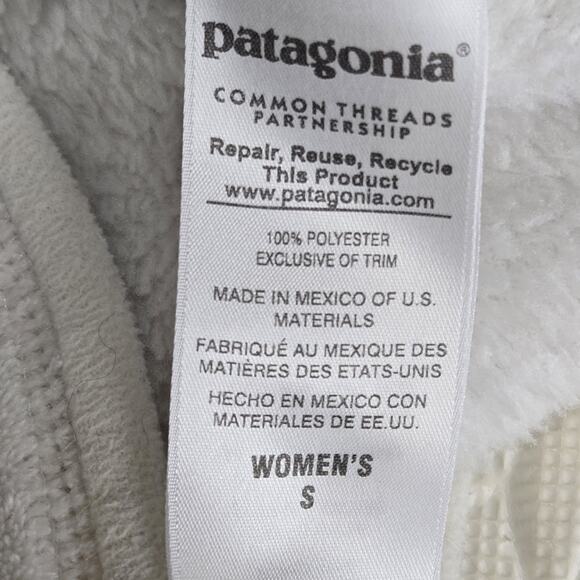 patagonia®
COMMON THREADS
PARTNERSHIP
Repair, Reuse, Recycle
This Product
www.patagonia.com
100% POLYESTER
EXCLUSIVE OF TRIM
MADE IN MEXICO OF U.S.
MATERIALS
FABRIQUÉ AU MEXIQUE DES
MATIÈRES DES ETATS-UNIS
HECHO EN MEXICO CON
MATERIALES DE EE.UU.
WOMEN'S
S